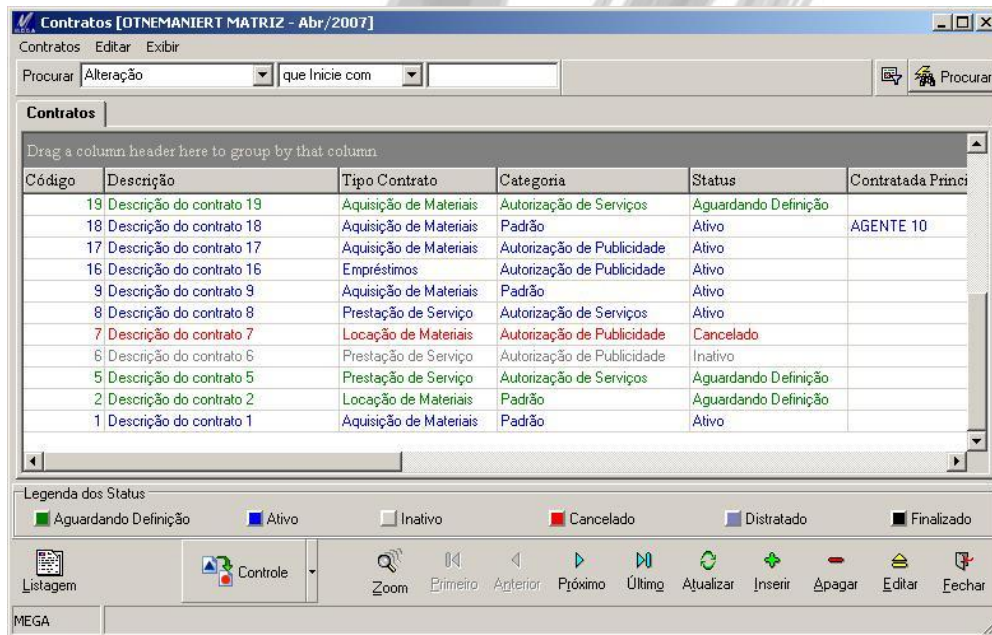 Contratos [OTNEMANIERT MATRIZ - Abr/2007]
Contratos Editar Exibir
Procurar Alteração que Inicie com Procurar
Contratos
Drag a column header here to group by that column
Código Descrição Tipo Contrato Categoria Status Contratada Princi
19 Descrição do contrato 19 Aquisição de Materiais Autorização de Serviços Aguardando Definição
18 Descrição do contrato 18 Aquisição de Materiais Padrão Ativo AGENTE 10
17 Descrição do contrato 17 Aquisição de Materiais Autorização de Publicidade Ativo
16 Descrição do contrato 16 Empréstimos Autorização de Publicidade Ativo
9 Descrição do contrato 9 Aquisição de Materiais Padrão Ativo
8 Descrição do contrato 8 Prestação de Serviço Autorização de Serviços Ativo
7 Descrição do contrato 7 Locação de Materiais Autorização de Publicidade Cancelado
6 Descrição do contrato 6 Prestação de Serviço Autorização de Publicidade Inativo
5 Descrição do contrato 5 Prestação de Serviço Autorização de Serviços Aguardando Definição
2 Descrição do contrato 2 Locação de Materiais Padrão Aguardando Definição
1 Descrição do contrato 1 Aquisição de Materiais Padrão Ativo
Legenda dos Status
Aguardando Definição Ativo Inativo Cancelado Distratado Finalizado
Listagem Controle Zoom Primeiro Anterior Próximo Último Atualizar Inserir Apagar Editar Fechar
MEGA